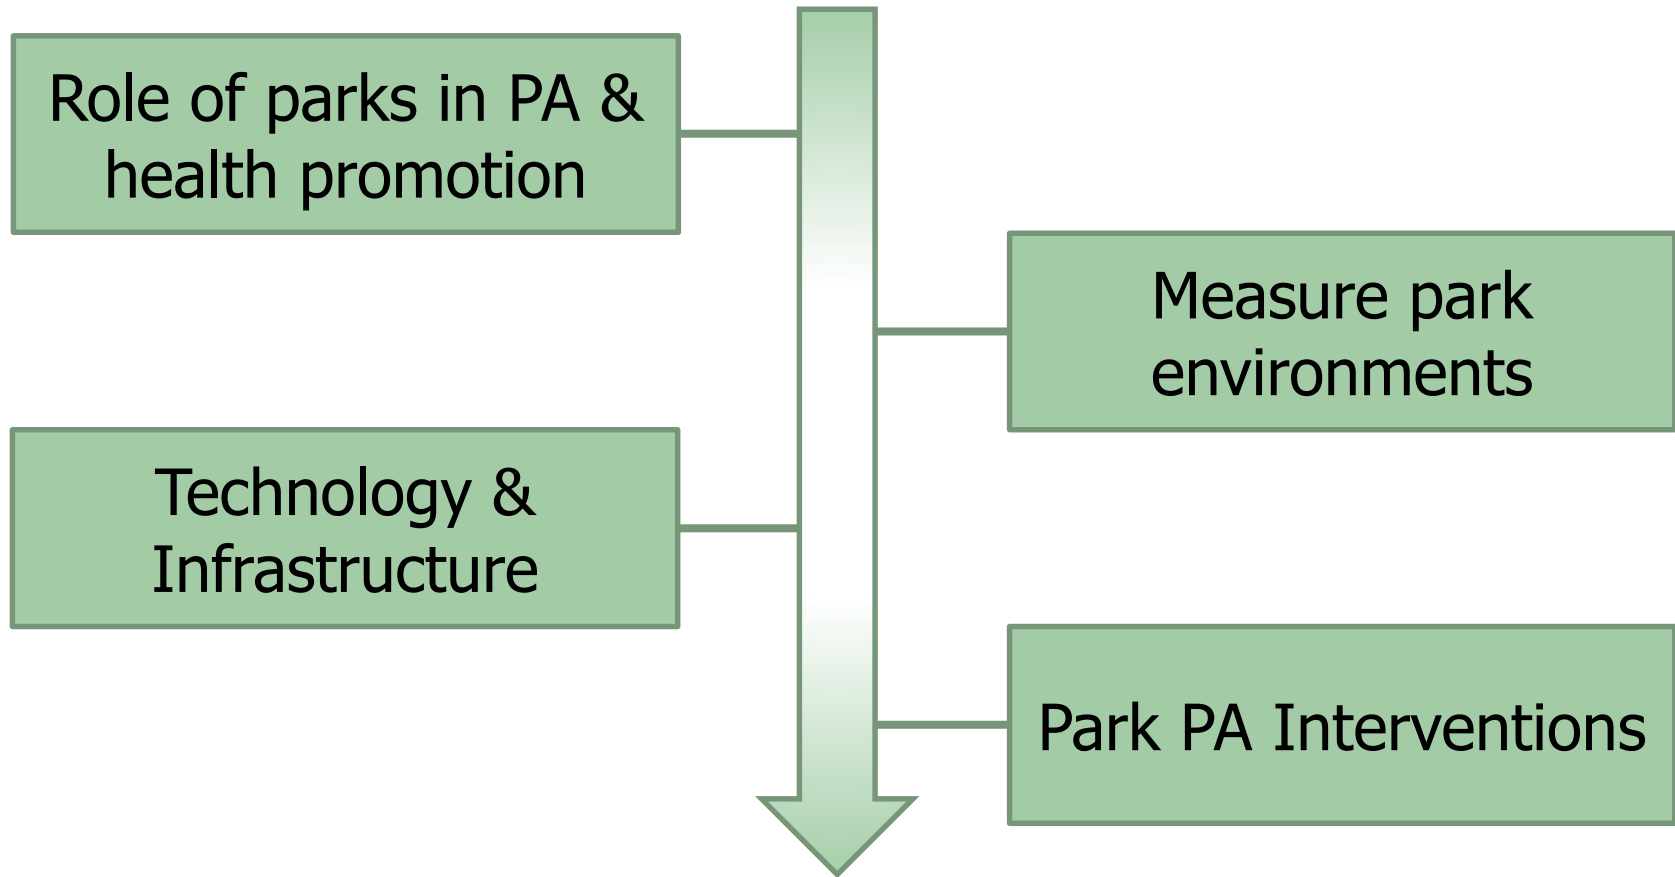 Role of parks in PA &
health promotion
Measure park
environments
Technology &
Infrastructure
Park PA Interventions